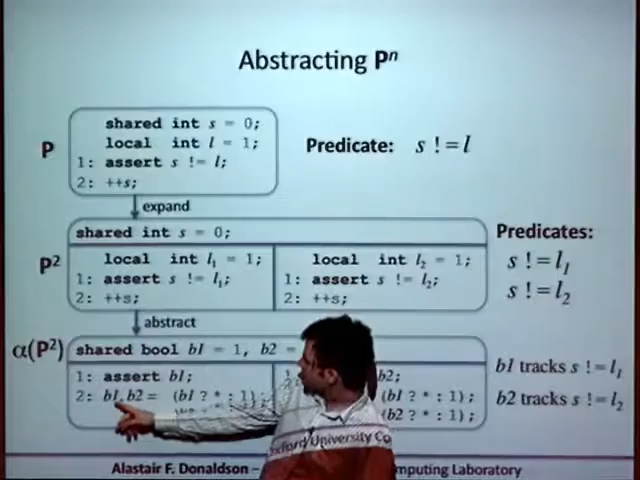 Abstracting Pⁿ
P
shared int s = 0;
local int l = 1;
1: assert s != l;
2: ++s;
Predicate: s != l
expand
P²
shared int s = 0;
local int l₁ = 1;
1: assert s != l₁;
2: ++s;
local int l₂ = 1;
1: assert s != l₂;
2: ++s;
Predicates:
s != l₁
s != l₂
abstract
α(P²)
shared bool b1 = 1, b2 =
1: assert b1;
2: b1,b2 = (b1 ? * : 1),
b2;
(b1 ? * : 1),
(b2 ? * : 1);
b1 tracks s != l₁
b2 tracks s != l₂
Oxford University Co
Alastair F. Donaldson –
mputing Laboratory